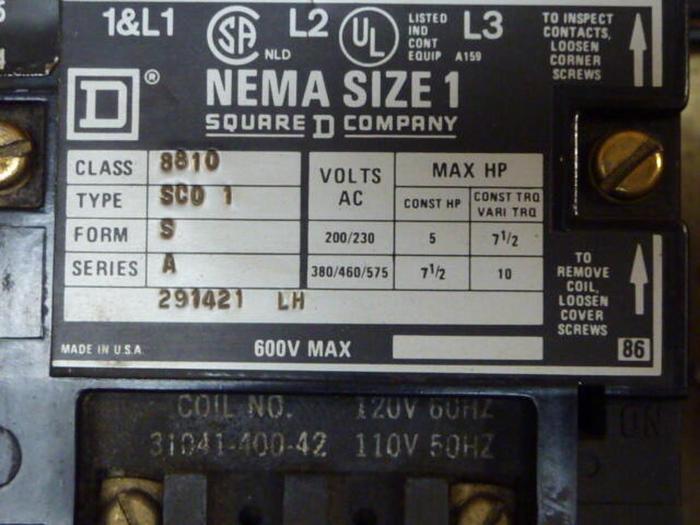 1&L1 L2 L3
LISTED
IND
CONT
EQUIP A159
NLD
TO INSPECT
CONTACTS,
LOOSEN
CORNER
SCREWS
NEMA SIZE 1
SQUARE D COMPANY
CLASS 8810
TYPE SCO 1
FORM S
SERIES A
291421 LH
VOLTS
AC
MAX HP
CONST HP
CONST TRQ
VARI TRQ
200/230 5 7 1/2
380/460/575 7 1/2 10
TO
REMOVE
COIL,
LOOSEN
COVER
SCREWS
MADE IN U.S.A. 600V MAX 86
COIL NO. 120V 60HZ
31041-400-42 110V 50HZ